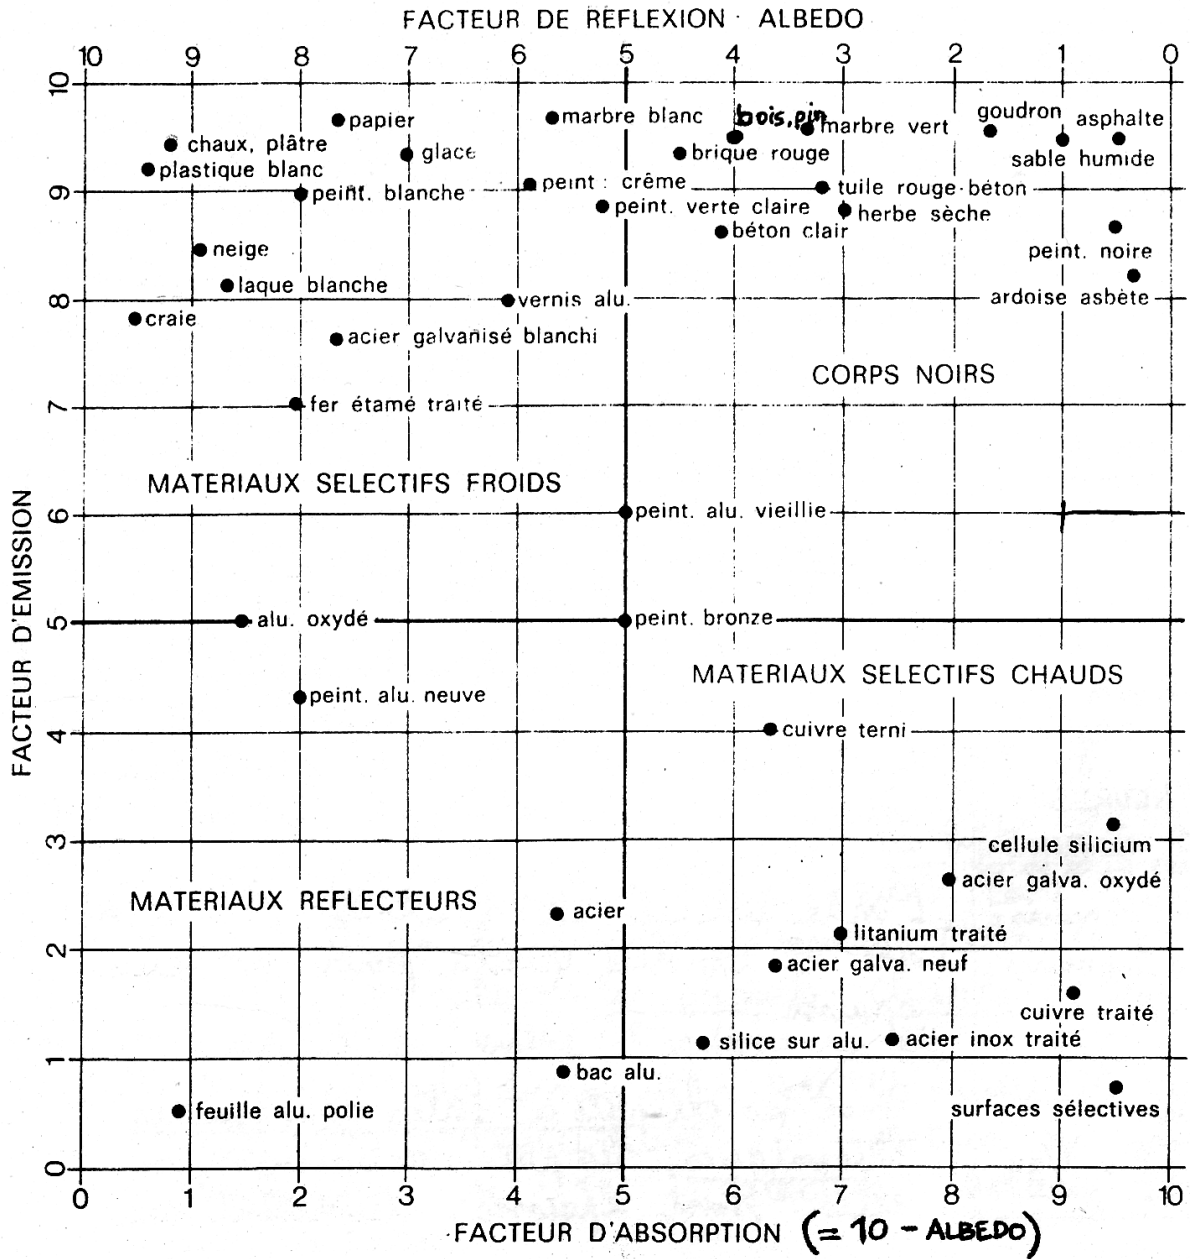 FACTEUR DE REFLEXION · ALBEDO
10 9 8 7 6 5 4 3 2 1 0
10
papier
marbre blanc
bois, pin
marbre vert
goudron
asphalte
chaux, plâtre
glace
brique rouge
sable humide
plastique blanc
9
peint. blanche
peint : crême
tuile rouge·béton
peint. verte claire
herbe sèche
béton clair
neige
peint. noire
laque blanche
8
vernis alu.
ardoise asbète
craie
acier galvanisé blanchi
CORPS NOIRS
7
fer étamé traité
MATERIAUX SELECTIFS FROIDS
6
peint. alu. vieillie
FACTEUR D'EMISSION
5
alu. oxydé
peint. bronze
MATERIAUX SELECTIFS CHAUDS
peint. alu. neuve
4
cuivre terni
3
cellule silicium
acier galva. oxydé
MATERIAUX REFLECTEURS
acier
litanium traité
2
acier galva. neuf
cuivre traité
silice sur alu.
acier inox traité
1
bac alu.
feuille alu. polie
surfaces sélectives
0
0 1 2 3 4 5 6 7 8 9 10
FACTEUR D'ABSORPTION (= 10 - ALBEDO)